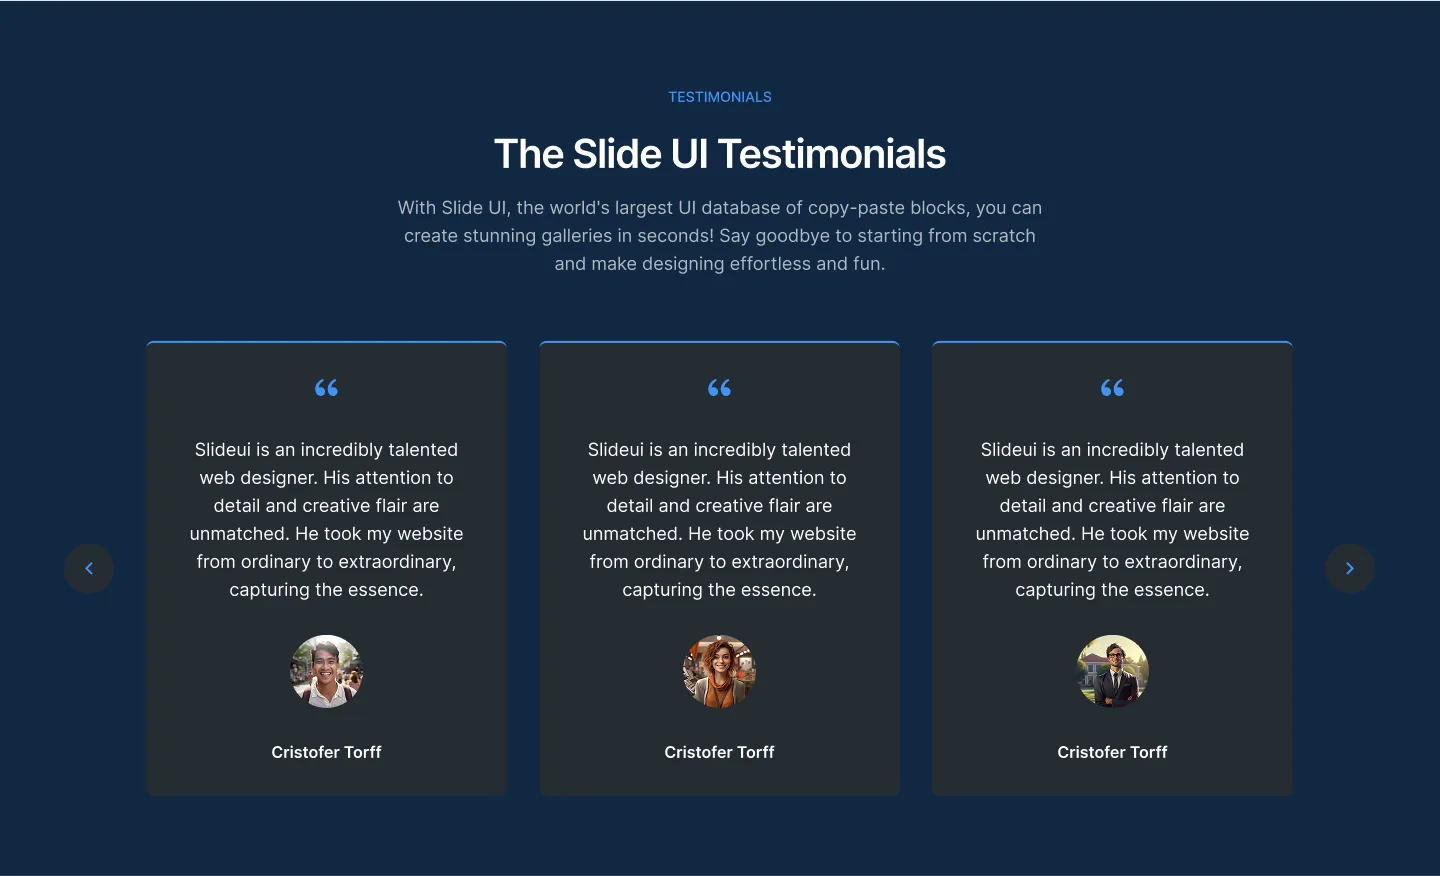 TESTIMONIALS
The Slide UI Testimonials
With Slide UI, the world's largest UI database of copy-paste blocks, you can
create stunning galleries in seconds! Say goodbye to starting from scratch
and make designing effortless and fun.
“
Slideui is an incredibly talented
web designer. His attention to
detail and creative flair are
unmatched. He took my website
from ordinary to extraordinary,
capturing the essence.
Cristofer Torff
“
Slideui is an incredibly talented
web designer. His attention to
detail and creative flair are
unmatched. He took my website
from ordinary to extraordinary,
capturing the essence.
Cristofer Torff
“
Slideui is an incredibly talented
web designer. His attention to
detail and creative flair are
unmatched. He took my website
from ordinary to extraordinary,
capturing the essence.
Cristofer Torff